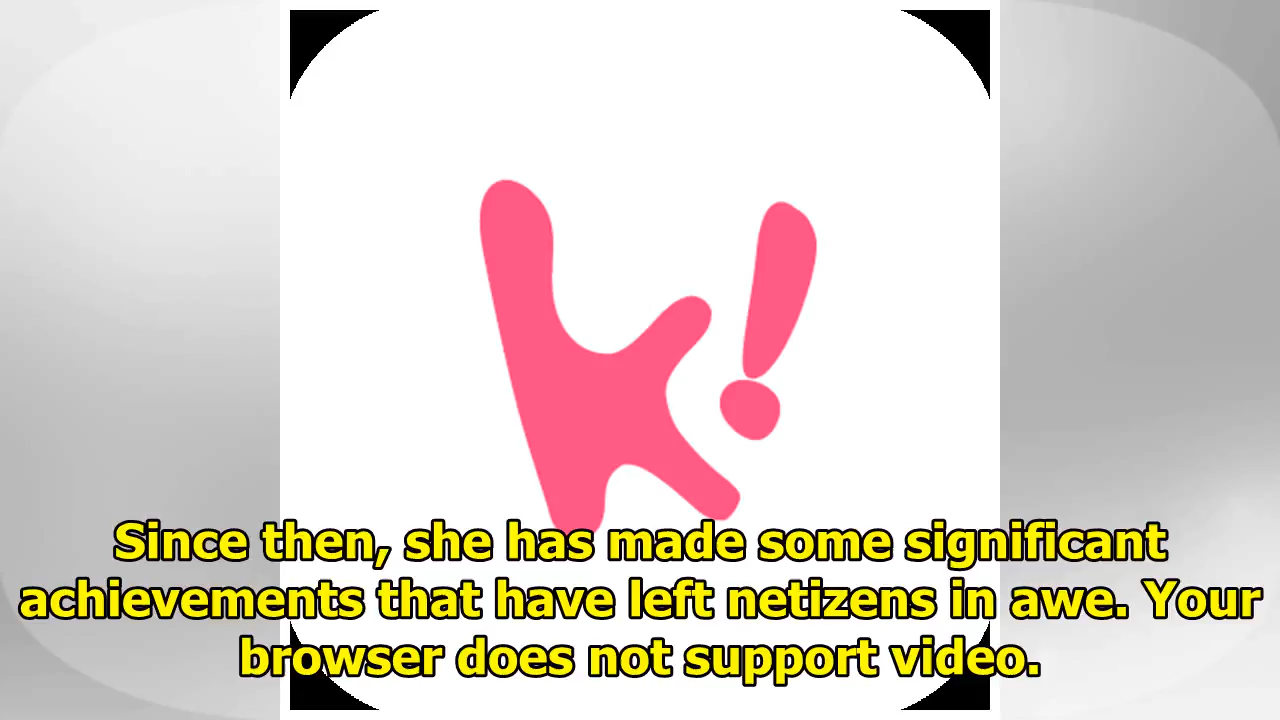 k!
Since then, she has made some significant
achievements that have left netizens in awe. Your
browser does not support video.